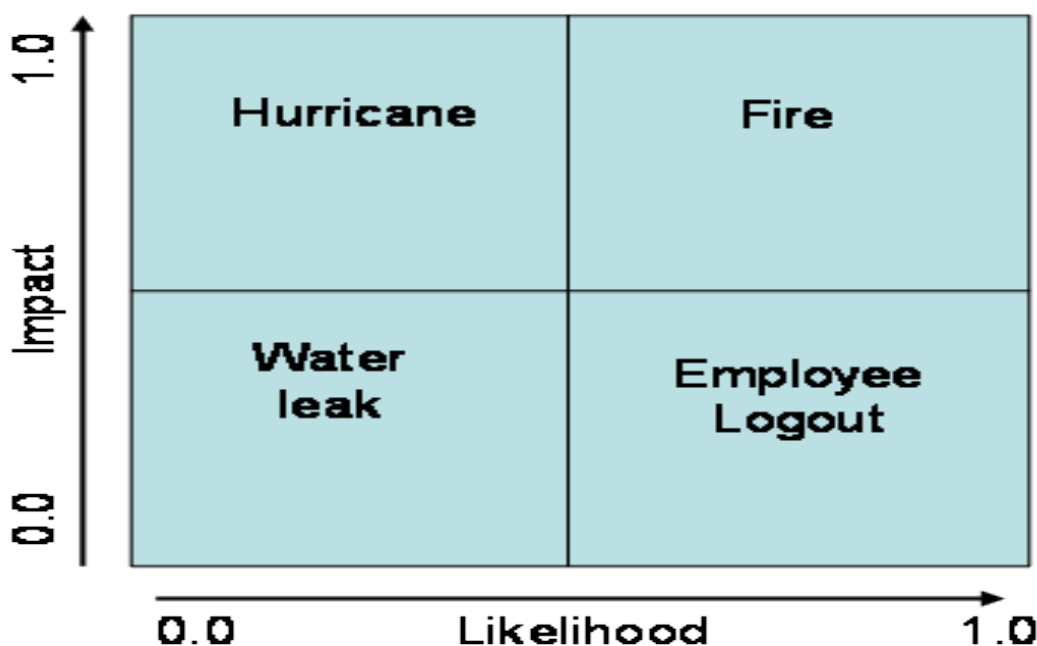 1.0
Hurricane
Fire
Impact
Water
leak
Employee
Logout
0.0
0.0
Likelihood
1.0